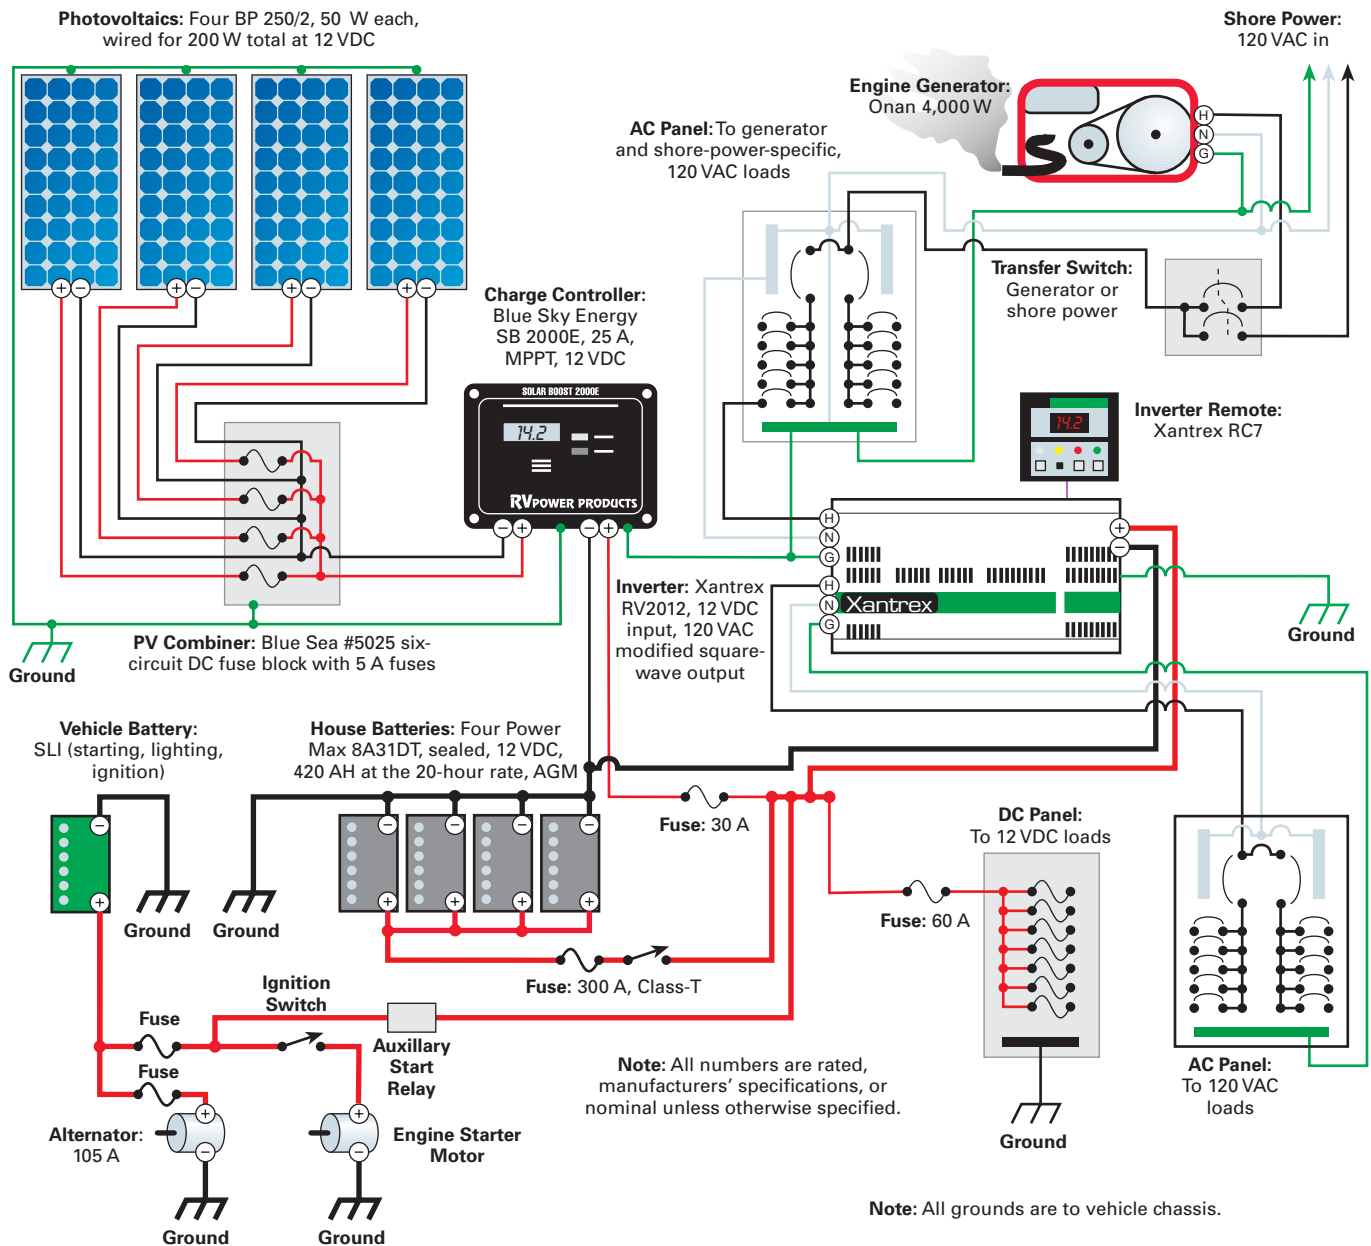 Photovoltaics: Four BP 250/2, 50 W each,
wired for 200 W total at 12 VDC
Shore Power:
120 VAC in
Engine Generator:
Onan 4,000 W
H
N
G
AC Panel: To generator
and shore-power-specific,
120 VAC loads
Transfer Switch:
Generator or
shore power
+ − + − + − + −
Charge Controller:
Blue Sky Energy
SB 2000E, 25 A,
MPPT, 12 VDC
SOLAR BOOST 2000E
14.2
RV POWER PRODUCTS
− + − +
Inverter Remote:
Xantrex RC7
14.2
H
N
G
H
N
G
+
−
Xantrex
Inverter: Xantrex
RV2012, 12 VDC
input, 120 VAC
modified square-
wave output
Ground
PV Combiner: Blue Sea #5025 six-
circuit DC fuse block with 5 A fuses
Ground
Vehicle Battery:
SLI (starting, lighting,
ignition)
House Batteries: Four Power
Max 8A31DT, sealed, 12 VDC,
420 AH at the 20-hour rate, AGM
−
+
− − − −
+ + + +
Fuse: 30 A
DC Panel:
To 12 VDC loads
Fuse: 60 A
Ground
Ground
Fuse: 300 A, Class-T
Ignition
Switch
Fuse
Fuse
Auxillary
Start
Relay
Note: All numbers are rated,
manufacturers’ specifications, or
nominal unless otherwise specified.
AC Panel:
To 120 VAC
loads
Alternator:
105 A
+
−
+
−
Engine Starter
Motor
Ground
Ground
Ground
Note: All grounds are to vehicle chassis.